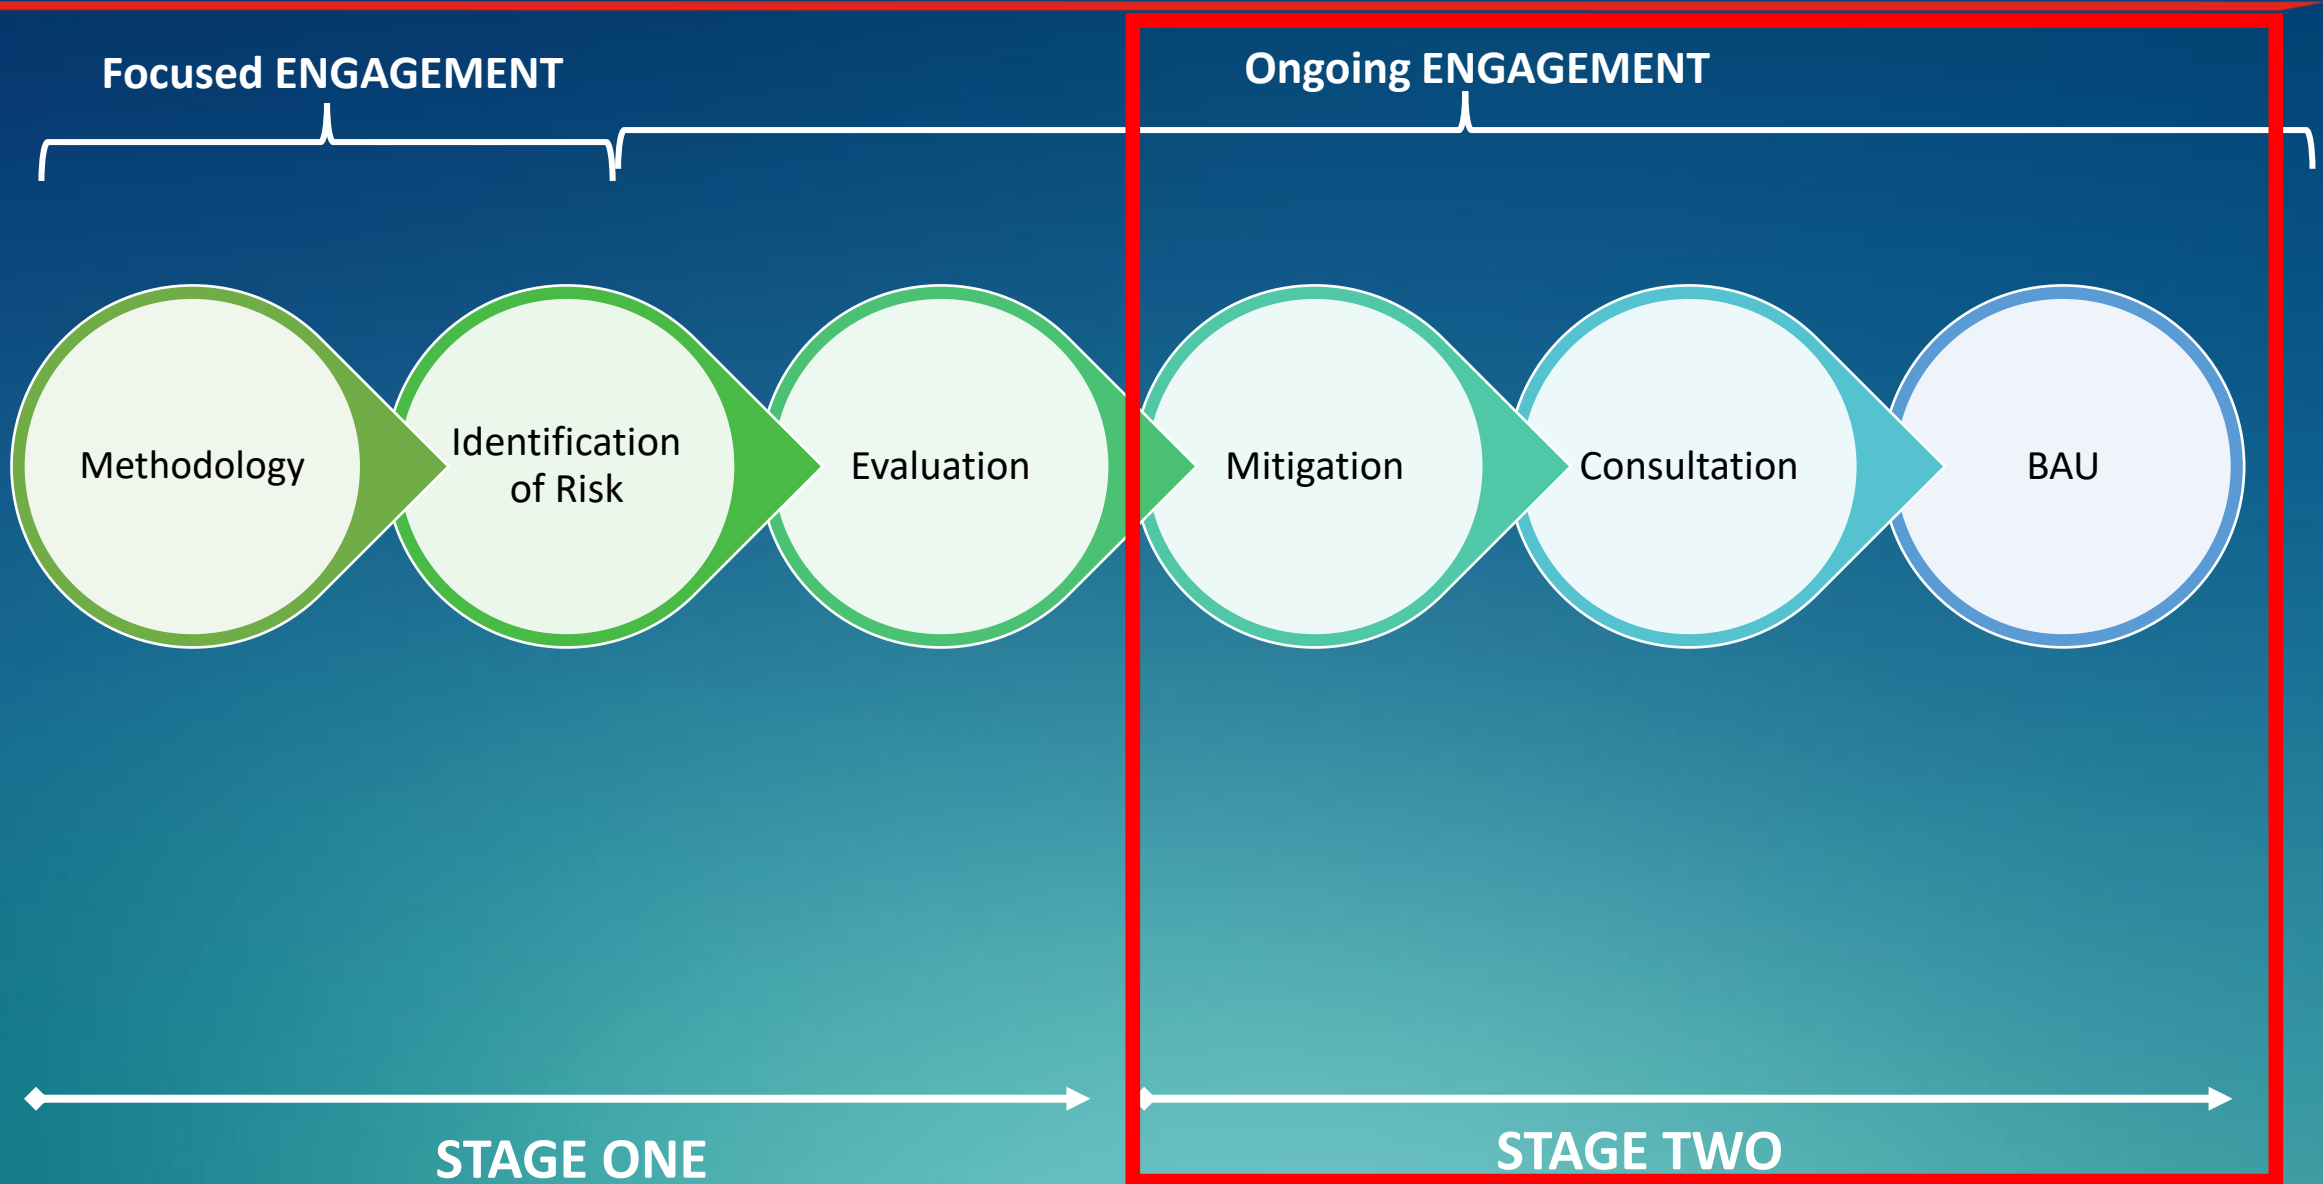 Focused ENGAGEMENT
Ongoing ENGAGEMENT
Methodology
Identification
of Risk
Evaluation
Mitigation
Consultation
BAU
STAGE ONE
STAGE TWO